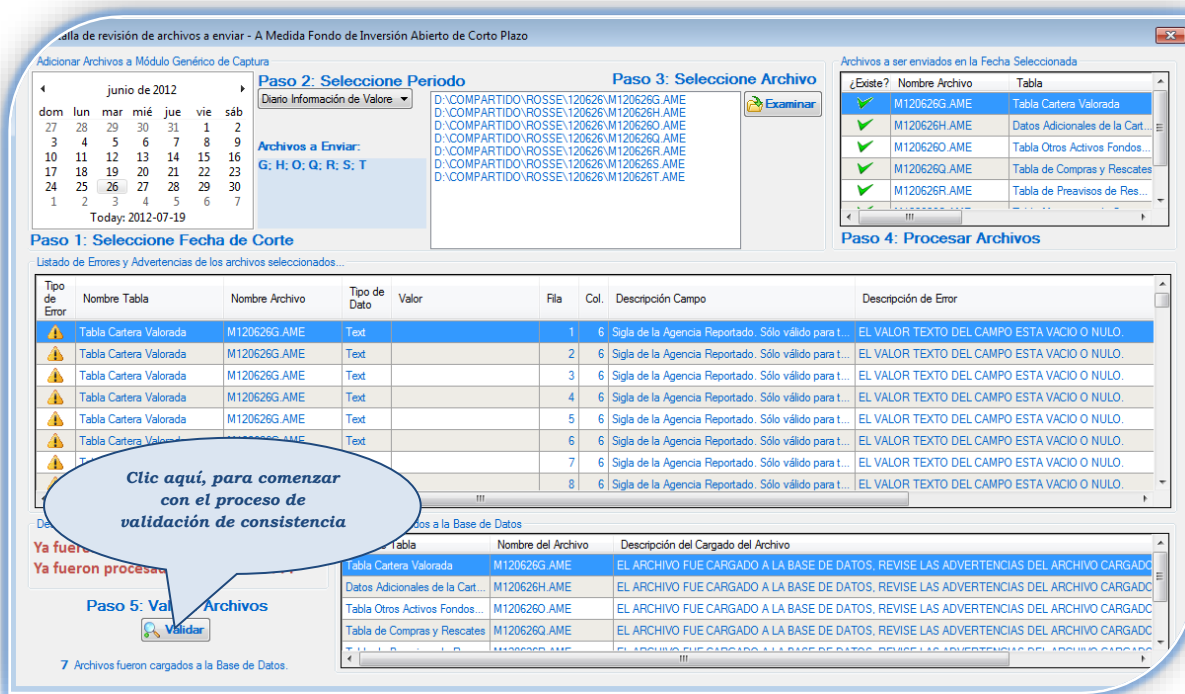 talla de revisión de archivos a enviar - A Medida Fondo de Inversión Abierto de Corto Plazo
Adicionar Archivos a Módulo Genérico de Captura
junio de 2012
dom lun mar mié jue vie sáb
27 28 29 30 31 1 2
3 4 5 6 7 8 9
10 11 12 13 14 15 16
17 18 19 20 21 22 23
24 25 26 27 28 29 30
1 2 3 4 5 6 7
Today: 2012-07-19
Paso 1: Seleccione Fecha de Corte
Paso 2: Seleccione Periodo
Diario Información de Valore
Archivos a Enviar:
G; H; O; Q; R; S; T
Paso 3: Seleccione Archivo
D:\COMPARTIDO\ROSSE\120626\M120626G.AME
D:\COMPARTIDO\ROSSE\120626\M120626H.AME
D:\COMPARTIDO\ROSSE\120626\M120626O.AME
D:\COMPARTIDO\ROSSE\120626\M120626Q.AME
D:\COMPARTIDO\ROSSE\120626\M120626R.AME
D:\COMPARTIDO\ROSSE\120626\M120626S.AME
D:\COMPARTIDO\ROSSE\120626\M120626T.AME
Examinar
Archivos a ser enviados en la Fecha Seleccionada
¿Existe? Nombre Archivo Tabla
M120626G.AME Tabla Cartera Valorada
M120626H.AME Datos Adicionales de la Cart...
M120626O.AME Tabla Otros Activos Fondos...
M120626Q.AME Tabla de Compras y Rescates
M120626R.AME Tabla de Preavisos de Res...
Paso 4: Procesar Archivos
Listado de Errores y Advertencias de los archivos seleccionados...
Tipo de Error Nombre Tabla Nombre Archivo Tipo de Dato Valor Fila Col. Descripción Campo Descripción de Error
Tabla Cartera Valorada M120626G.AME Text 1 6 Sigla de la Agencia Reportado. Sólo válido para t... EL VALOR TEXTO DEL CAMPO ESTA VACIO O NULO.
Tabla Cartera Valorada M120626G.AME Text 2 6 Sigla de la Agencia Reportado. Sólo válido para t... EL VALOR TEXTO DEL CAMPO ESTA VACIO O NULO.
Tabla Cartera Valorada M120626G.AME Text 3 6 Sigla de la Agencia Reportado. Sólo válido para t... EL VALOR TEXTO DEL CAMPO ESTA VACIO O NULO.
Tabla Cartera Valorada M120626G.AME Text 4 6 Sigla de la Agencia Reportado. Sólo válido para t... EL VALOR TEXTO DEL CAMPO ESTA VACIO O NULO.
Tabla Cartera Valorada M120626G.AME Text 5 6 Sigla de la Agencia Reportado. Sólo válido para t... EL VALOR TEXTO DEL CAMPO ESTA VACIO O NULO.
Tabla Cartera Text 6 6 Sigla de la Agencia Reportado. Sólo válido para t... EL VALOR TEXTO DEL CAMPO ESTA VACIO O NULO.
7 6 Sigla de la Agencia Reportado. Sólo válido para t... EL VALOR TEXTO DEL CAMPO ESTA VACIO O NULO.
8 6 Sigla de la Agencia Reportado. Sólo válido para t... EL VALOR TEXTO DEL CAMPO ESTA VACIO O NULO.
Clic aquí, para comenzar
con el proceso de
validación de consistencia
Ya
Ya fueron
Paso 5: Archivos
Validar
7 Archivos fueron cargados a la Base de Datos.
a la Base de Datos
Tabla Nombre del Archivo Descripción del Cargado del Archivo
Tabla Cartera Valorada M120626G.AME EL ARCHIVO FUE CARGADO A LA BASE DE DATOS, REVISE LAS ADVERTENCIAS DEL ARCHIVO CARGADO
Datos Adicionales de la Cart... M120626H.AME EL ARCHIVO FUE CARGADO A LA BASE DE DATOS, REVISE LAS ADVERTENCIAS DEL ARCHIVO CARGADO
Tabla Otros Activos Fondos... M120626O.AME EL ARCHIVO FUE CARGADO A LA BASE DE DATOS, REVISE LAS ADVERTENCIAS DEL ARCHIVO CARGADO
Tabla de Compras y Rescates M120626Q.AME EL ARCHIVO FUE CARGADO A LA BASE DE DATOS, REVISE LAS ADVERTENCIAS DEL ARCHIVO CARGADO